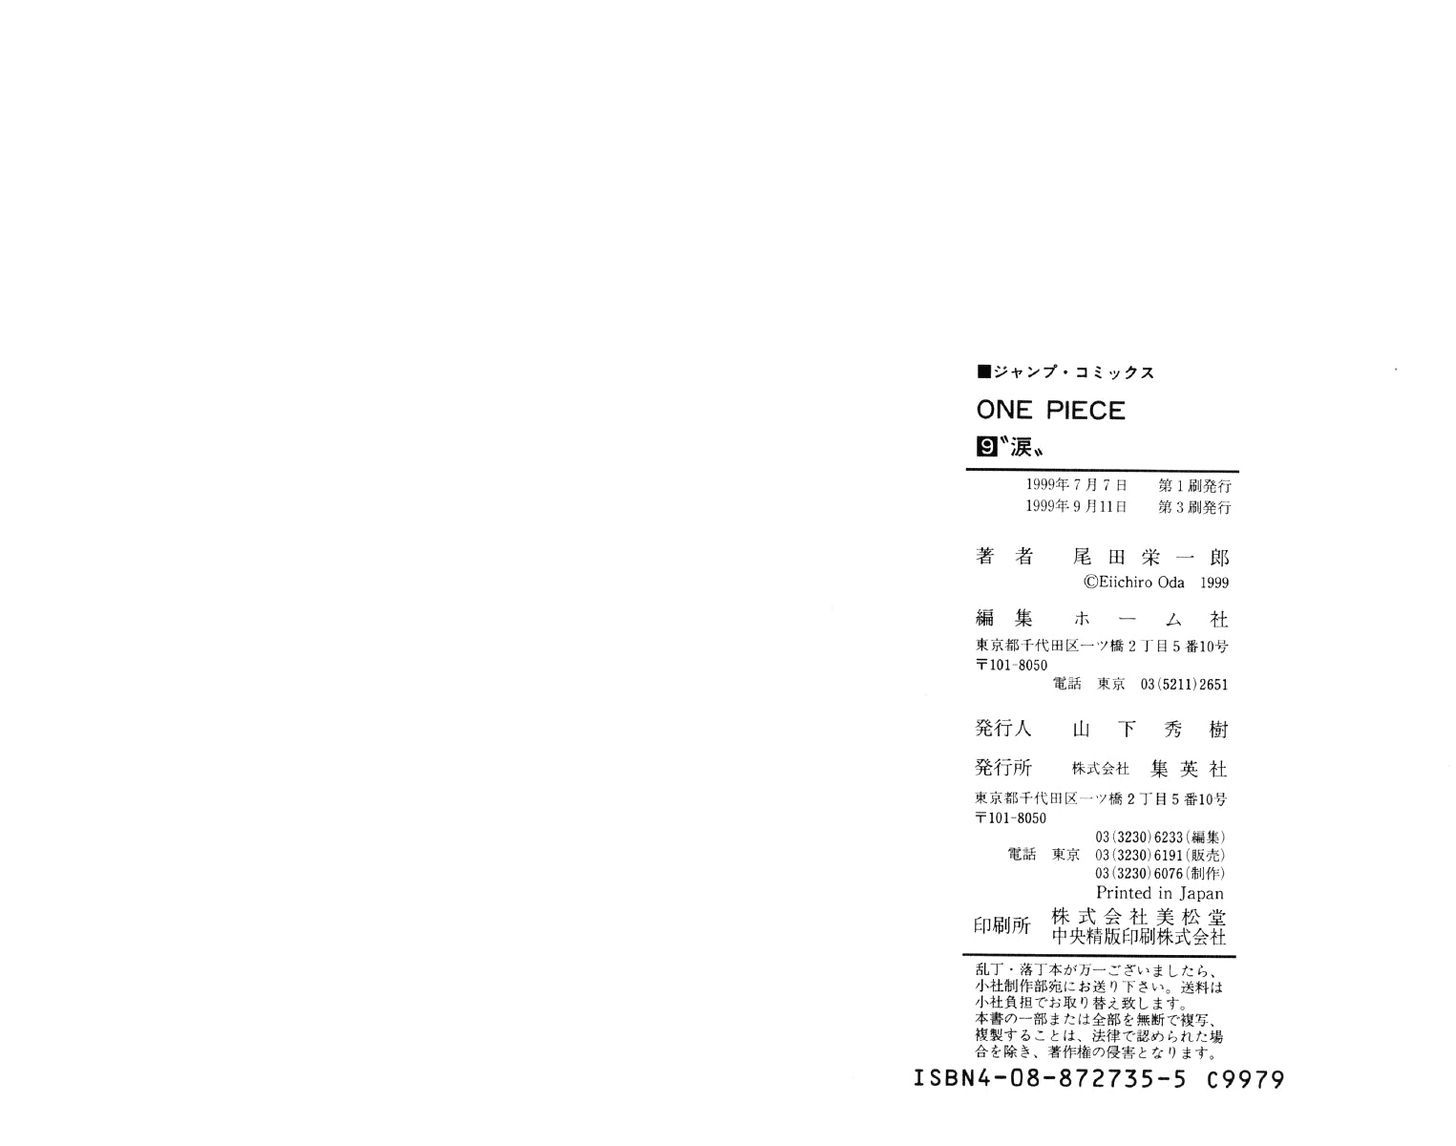 ■ジャンプ・コミックス
ONE PIECE
9〝涙〟
1999年7月7日 第1刷発行
1999年9月11日 第3刷発行
著者 尾田栄一郎
©Eiichiro Oda 1999
編集 ホーム社
東京都千代田区一ツ橋2丁目5番10号
〒101-8050
電話 東京 03(5211)2651
発行人 山下秀樹
発行所 株式会社 集英社
東京都千代田区一ツ橋2丁目5番10号
〒101-8050
03(3230)6233(編集)
電話 東京 03(3230)6191(販売)
03(3230)6076(制作)
Printed in Japan
印刷所 株式会社美松堂
中央精版印刷株式会社
乱丁・落丁本が万一ございましたら、
小社制作部宛にお送り下さい。送料は
小社負担でお取り替え致します。
本書の一部または全部を無断で複写、
複製することは、法律で認められた場
合を除き、著作権の侵害となります。
ISBN4-08-872735-5 C9979